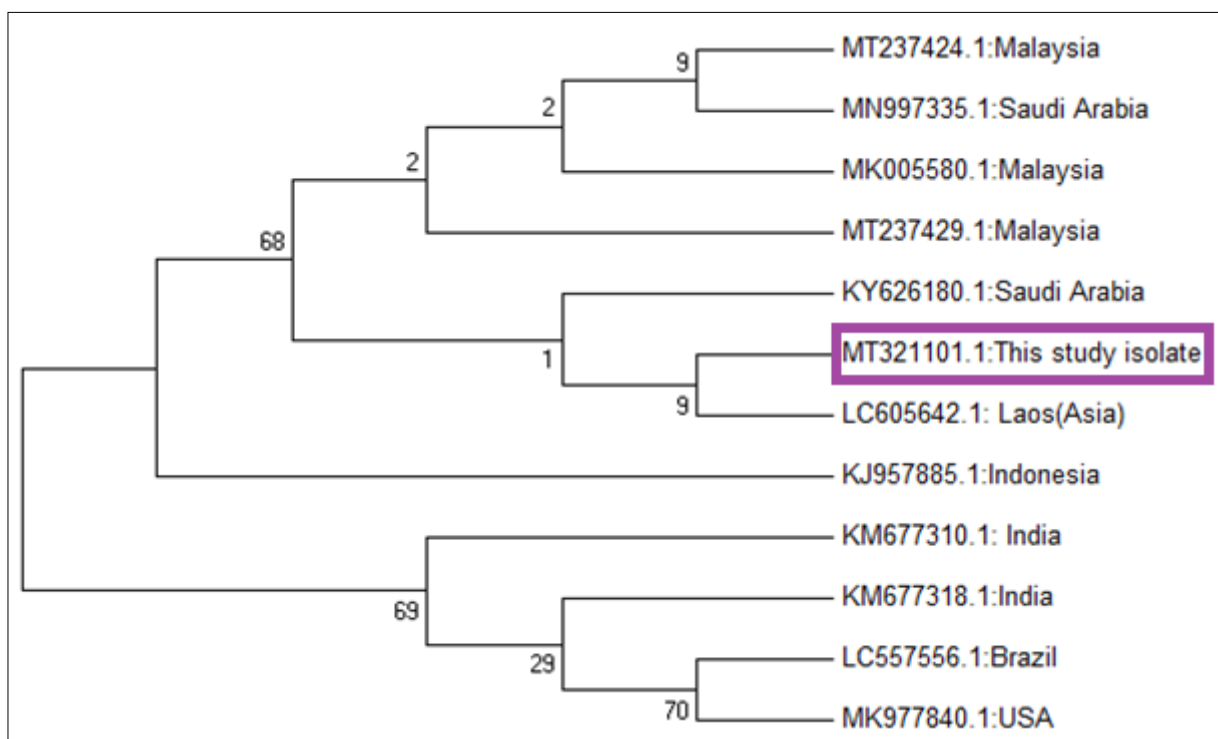 MT237424.1:Malaysia
9
MN997335.1:Saudi Arabia
2
MK005580.1:Malaysia
2
MT237429.1:Malaysia
68
KY626180.1:Saudi Arabia
1
MT321101.1:This study isolate
9
LC605642.1: Laos(Asia)
KJ957885.1:Indonesia
KM677310.1: India
69
KM677318.1:India
29
LC557556.1:Brazil
70
MK977840.1:USA